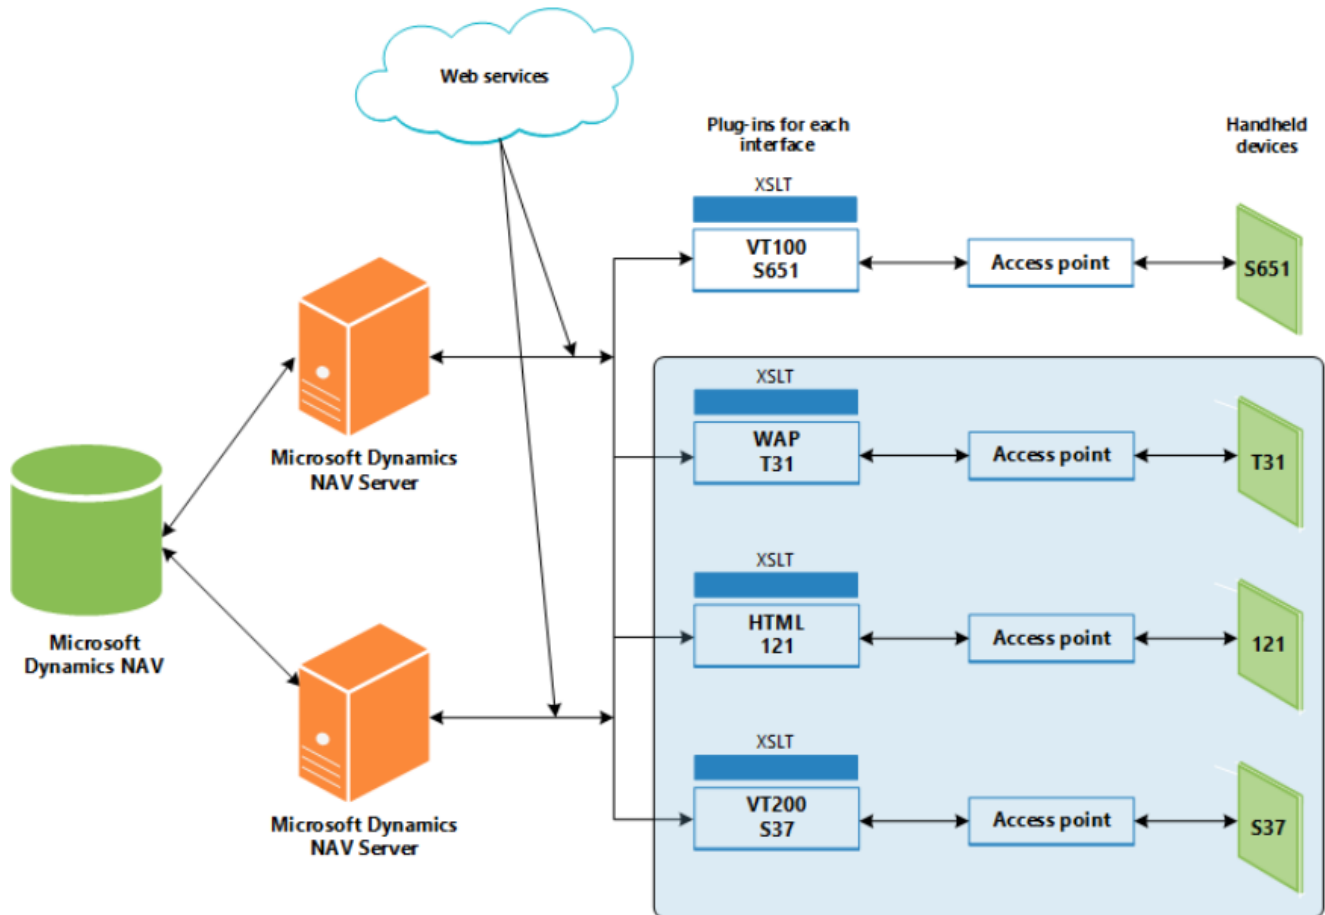 Web services
Plug-ins for each
interface
Handheld
devices
XSLT
VT100
S651
Access point
S651
Microsoft Dynamics
NAV Server
XSLT
WAP
T31
Access point
T31
Microsoft
Dynamics NAV
XSLT
HTML
121
Access point
121
Microsoft Dynamics
NAV Server
XSLT
VT200
S37
Access point
S37